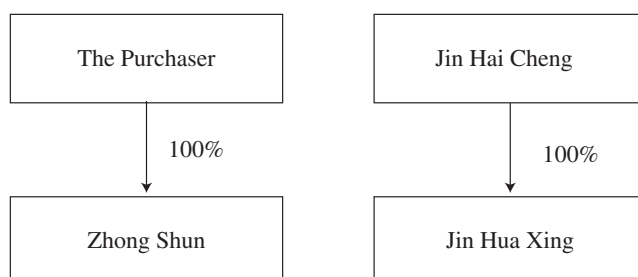 The Purchaser
Jin Hai Cheng
100%
100%
Zhong Shun
Jin Hua Xing